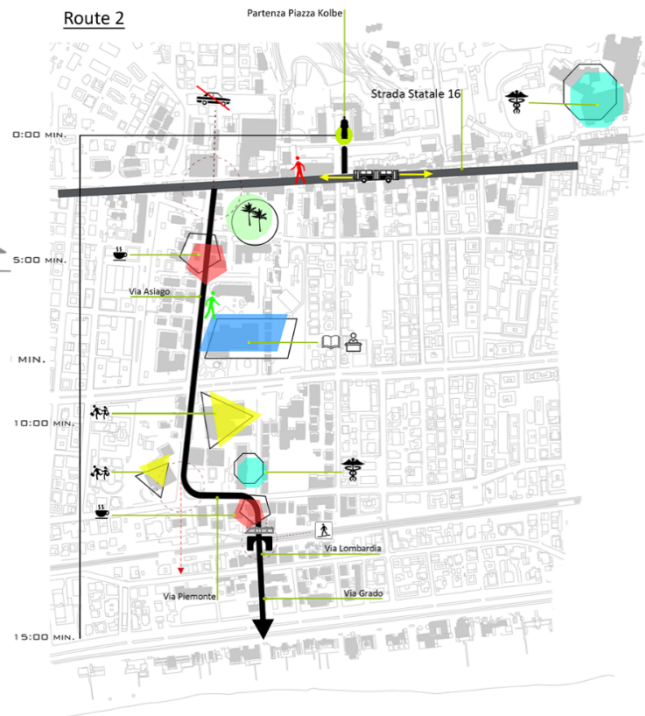 Route 2
Partenza Piazza Kolbe
Strada Statale 16
0:00 MIN.
5:00 MIN.
Via Asiago
MIN.
10:00 MIN.
Via Lombardia
Via Piemonte
Via Grado
15:00 MIN.